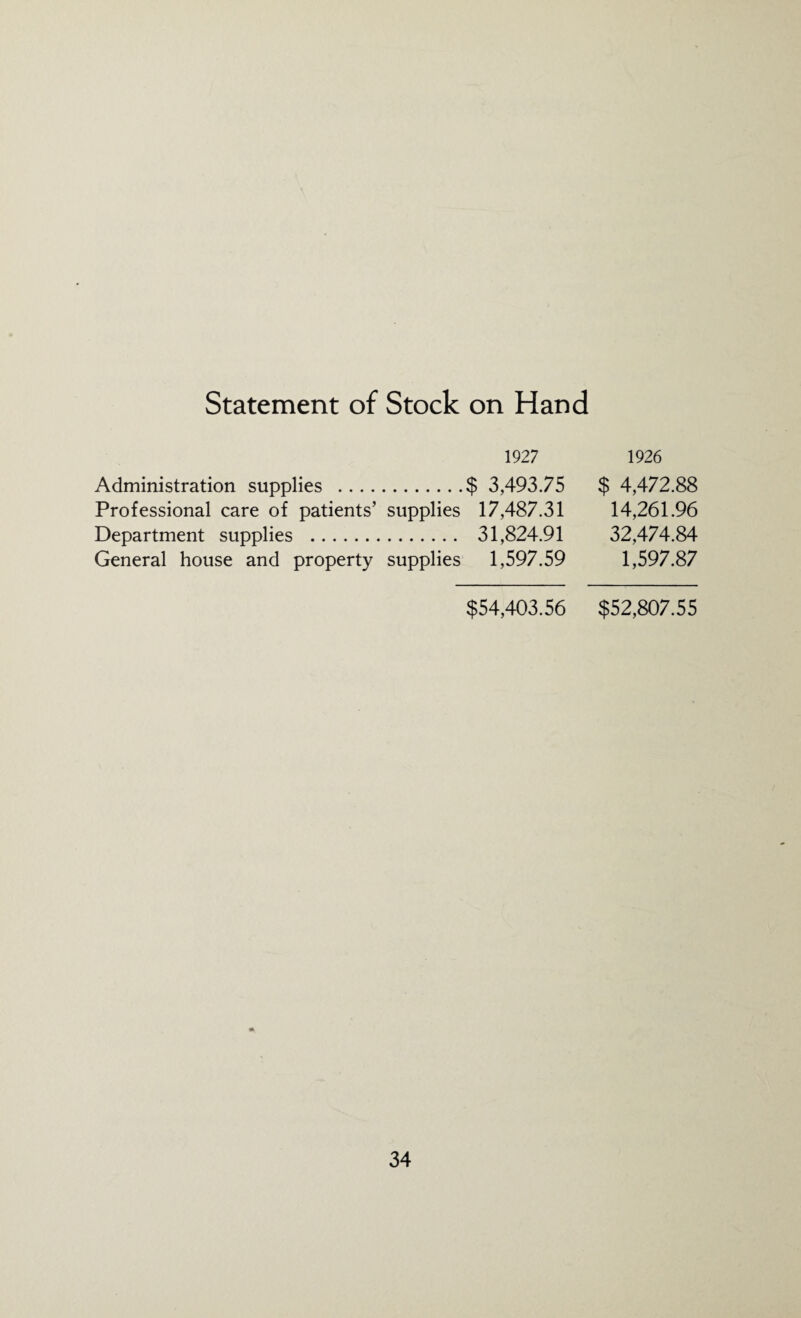 Statement of Stock on Hand
1927 1926
Administration supplies ............$ 3,493.75 $ 4,472.88
Professional care of patients’ supplies 17,487.31 14,261.96
Department supplies .............. 31,824.91 32,474.84
General house and property supplies 1,597.59 1,597.87
$54,403.56 $52,807.55
34